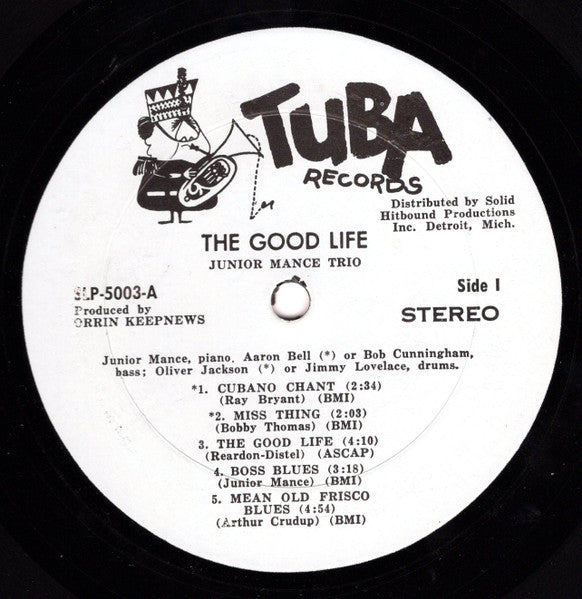 TUBA
RECORDS
Distributed by Solid
Hitbound Productions
Inc. Detroit, Mich.
THE GOOD LIFE
JUNIOR MANCE TRIO
SLP-5003-A
Produced by
ORRIN KEEPNEWS
Side I
STEREO
Junior Mance, piano. Aaron Bell (*) or Bob Cunningham,
bass; Oliver Jackson (*) or Jimmy Lovelace, drums.
*1. CUBANO CHANT (2:34)
(Ray Bryant) (BMI)
*2. MISS THING (2:03)
(Bobby Thomas) (BMI)
3. THE GOOD LIFE (4:10)
(Reardon-Distel) (ASCAP)
4. BOSS BLUES (3:18)
(Junior Mance) (BMI)
5. MEAN OLD FRISCO
BLUES (4:54)
(Arthur Crudup) (BMI)